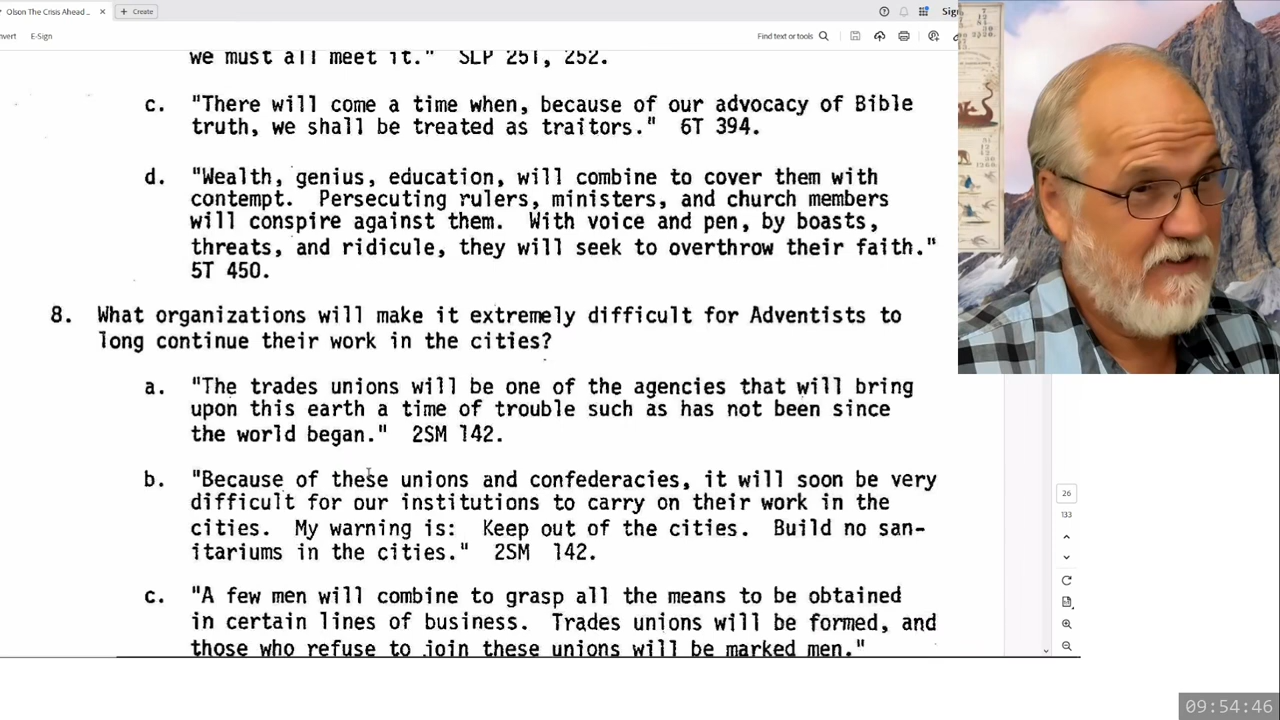 Olson The Crisis Ahead ...
Create
Sig
nvert
E-Sign
Find text or tools
we must all meet it." SLP 251, 252.
c. "There will come a time when, because of our advocacy of Bible
truth, we shall be treated as traitors." 6T 394.
d. "Wealth, genius, education, will combine to cover them with
contempt. Persecuting rulers, ministers, and church members
will conspire against them. With voice and pen, by boasts,
threats, and ridicule, they will seek to overthrow their faith."
5T 450.
8. What organizations will make it extremely difficult for Adventists to
long continue their work in the cities?
a. "The trades unions will be one of the agencies that will bring
upon this earth a time of trouble such as has not been since
the world began." 2SM 142.
b. "Because of these unions and confederacies, it will soon be very
difficult for our institutions to carry on their work in the
cities. My warning is: Keep out of the cities. Build no san-
itariums in the cities." 2SM 142.
c. "A few men will combine to grasp all the means to be obtained
in certain lines of business. Trades unions will be formed, and
those who refuse to join these unions will be marked men."
26
133
09:54:46